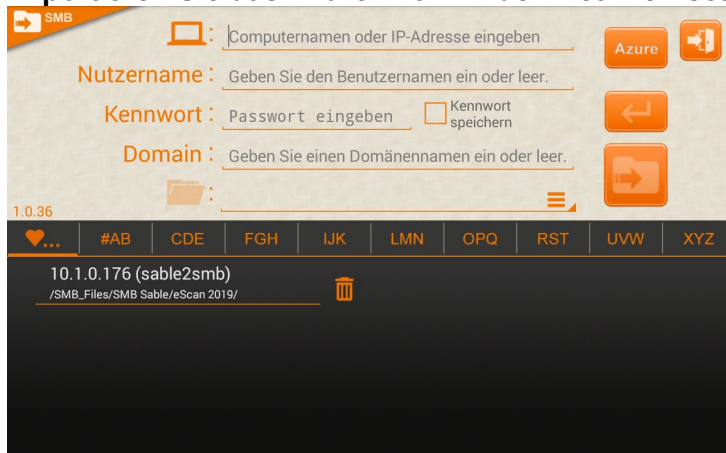 SMB
: Computernamen oder IP-Adresse eingeben
Azure
Nutzername : Geben Sie den Benutzernamen ein oder leer.
Kennwort : Passwort eingeben
Kennwort
speichern
Domain : Geben Sie einen Domänennamen ein oder leer.
:
1.0.36
... #AB CDE FGH IJK LMN OPQ RST UVW XYZ
10.1.0.176 (sable2smb)
/SMB_Files/SMB Sable/eScan 2019/